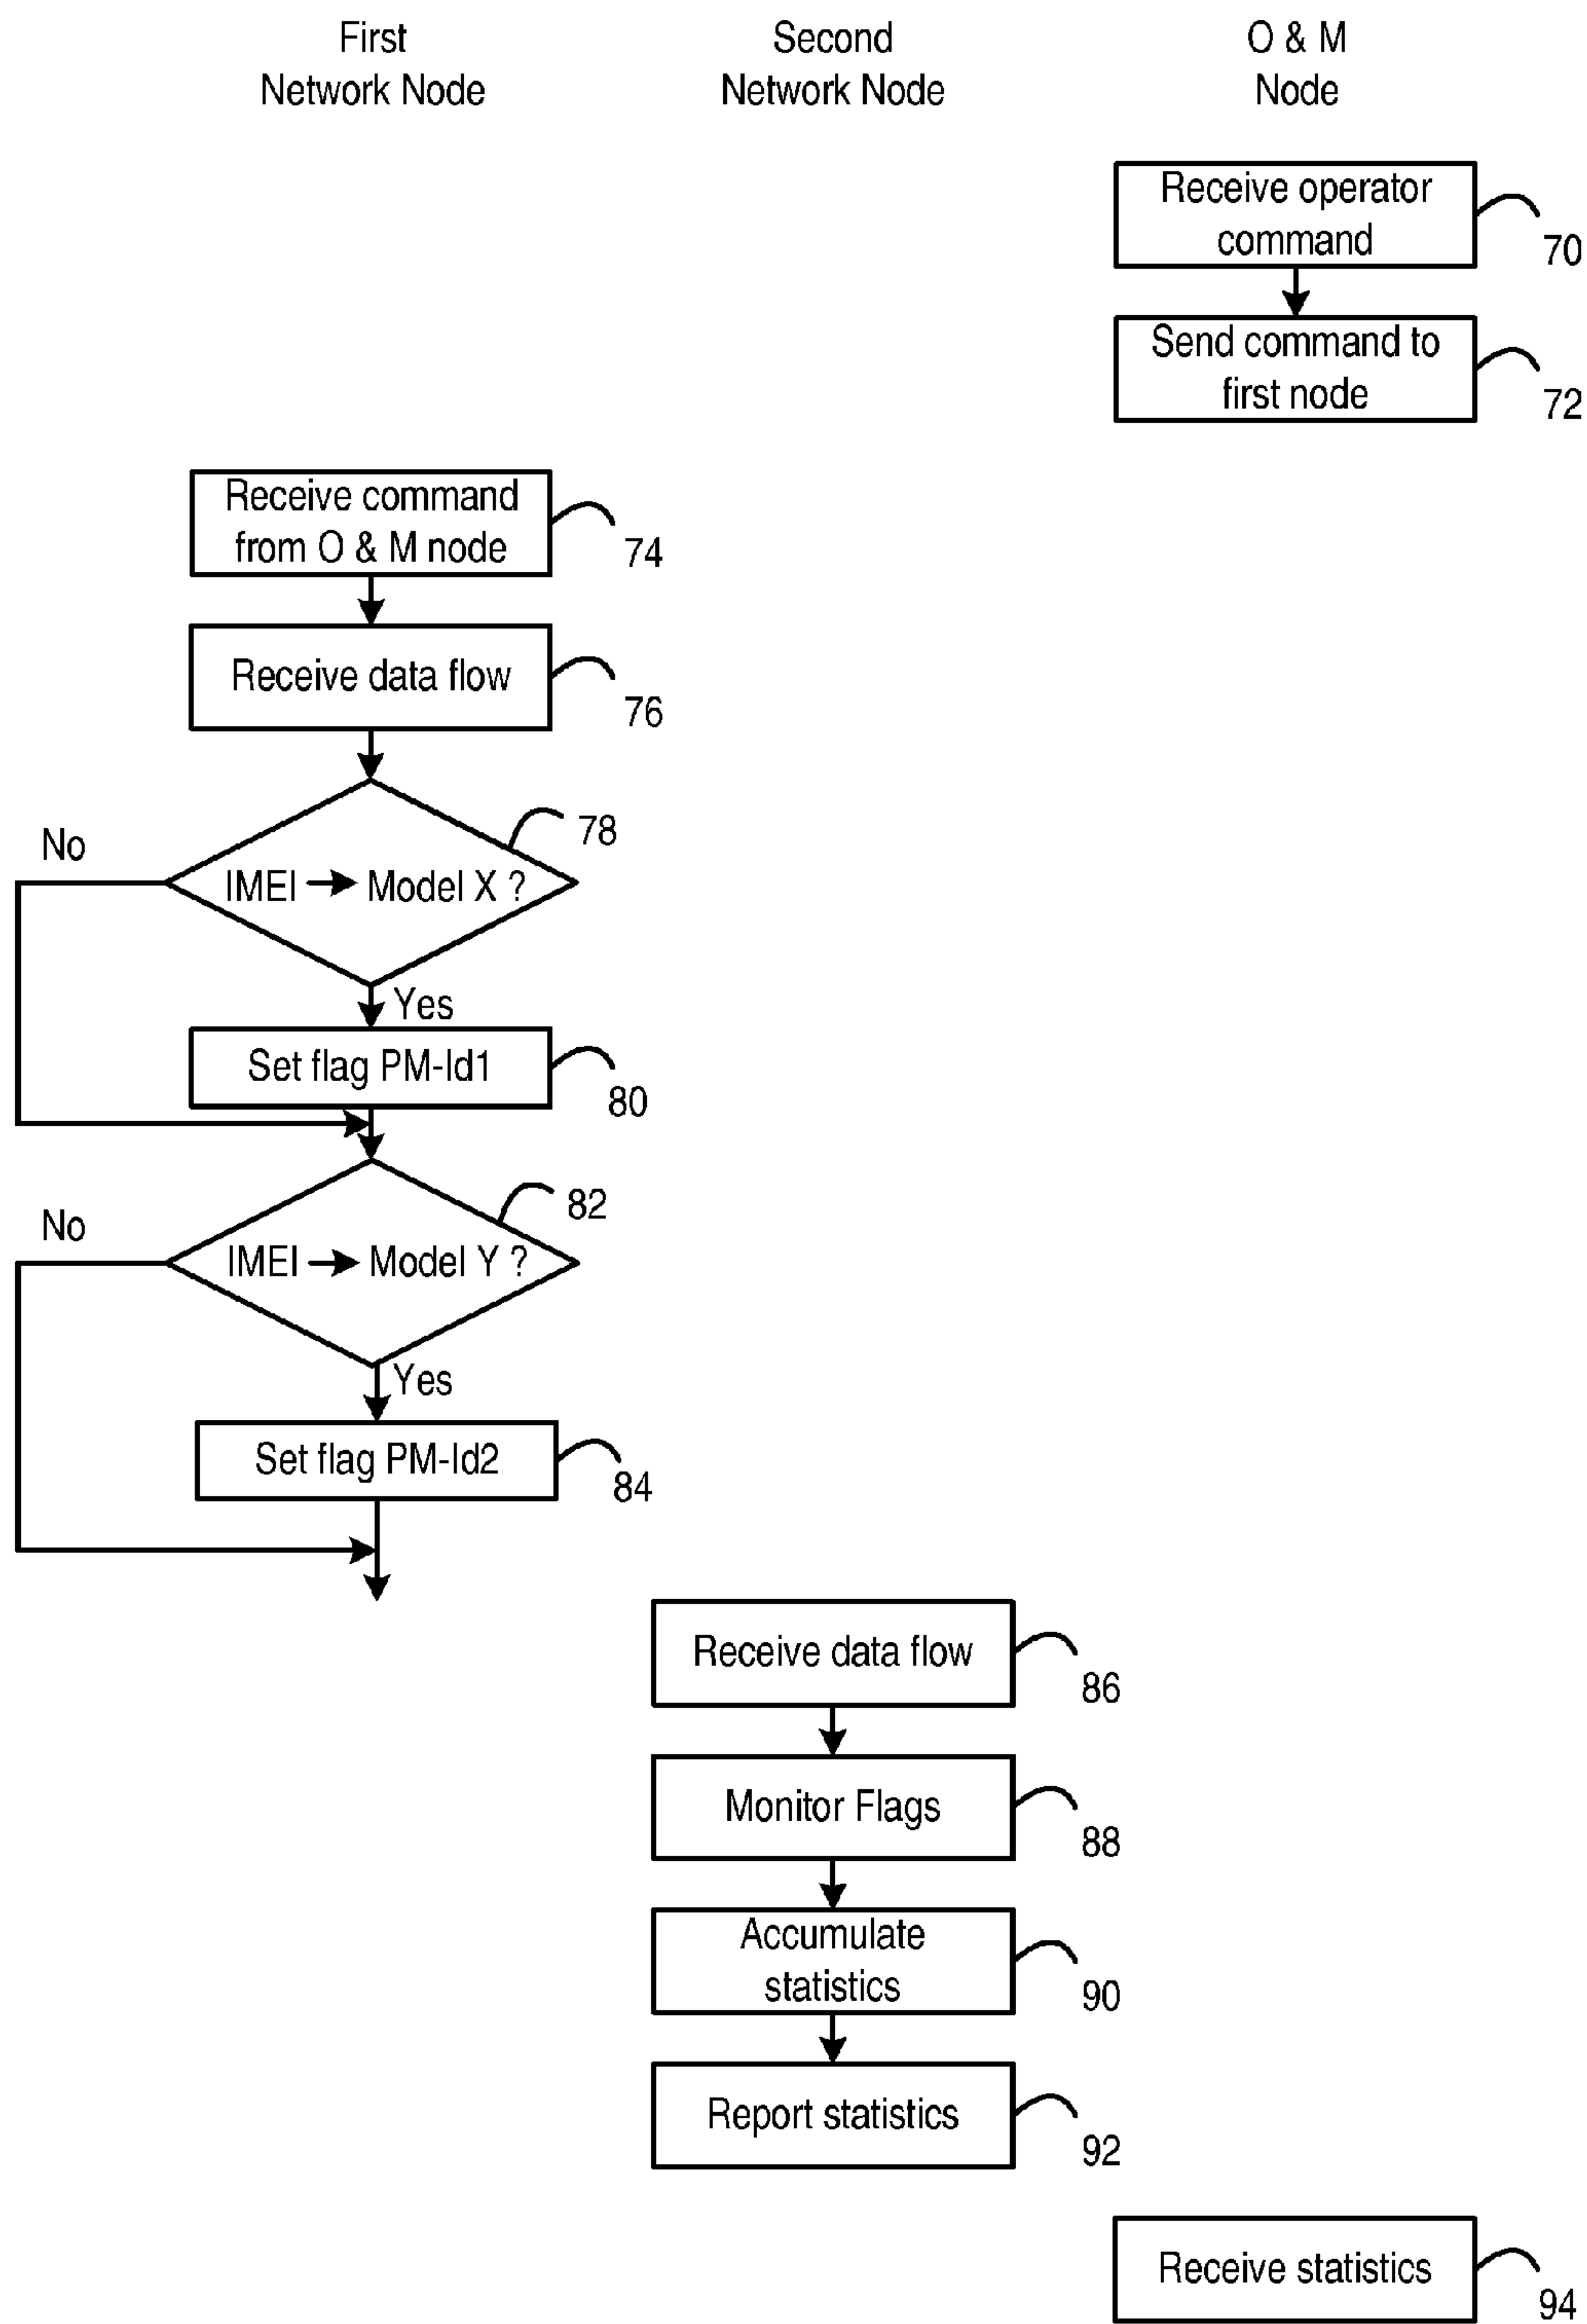 First
Network Node
Second
Network Node
O & M
Node
Receive operator
command
70
Send command to
first node
72
Receive command
from O & M node
74
Receive data flow
76
No
78
IMEI → Model X ?
Yes
Set flag PM-Id1
80
No
82
IMEI → Model Y ?
Yes
Set flag PM-Id2
84
Receive data flow
86
Monitor Flags
88
Accumulate
statistics
90
Report statistics
92
Receive statistics
94